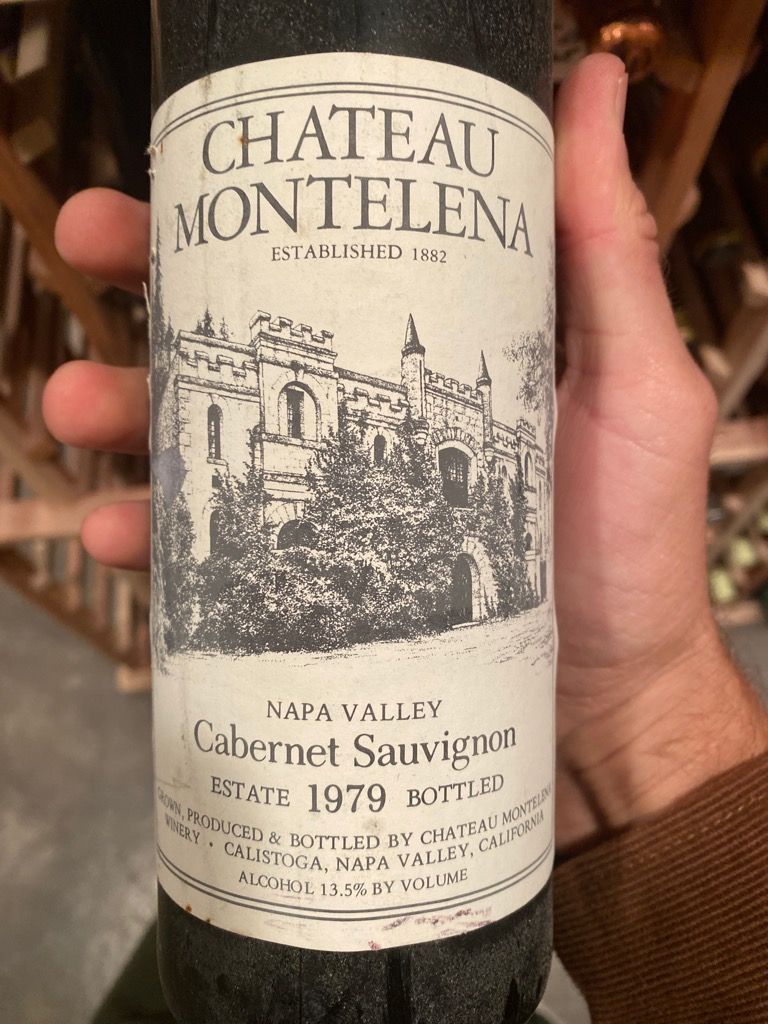 CHATEAU
MONTELENA
ESTABLISHED 1882
NAPA VALLEY
Cabernet Sauvignon
ESTATE 1979 BOTTLED
GROWN, PRODUCED & BOTTLED BY CHATEAU MONTELENA
WINERY • CALISTOGA, NAPA VALLEY, CALIFORNIA
ALCOHOL 13.5% BY VOLUME